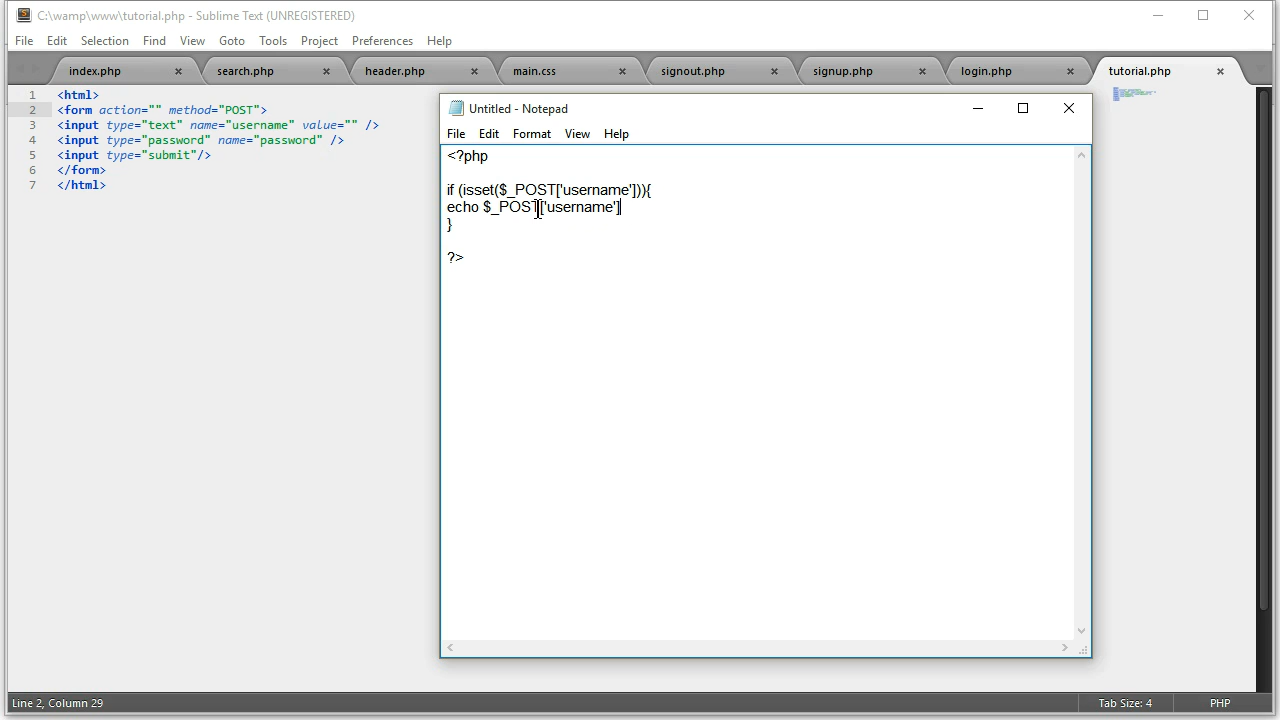 C:\wamp\www\tutorial.php - Sublime Text (UNREGISTERED)
File Edit Selection Find View Goto Tools Project Preferences Help
index.php search.php header.php main.css signout.php signup.php login.php tutorial.php
1 <html>
2 <form action="" method="POST">
3 <input type="text" name="username" value="" />
4 <input type="password" name="password" />
5 <input type="submit"/>
6 </form>
7 </html>
Untitled - Notepad
File Edit Format View Help
<?php
if (isset($_POST['username'])){
echo $_POST['username']
}
?>
Line 2, Column 29 Tab Size: 4 PHP